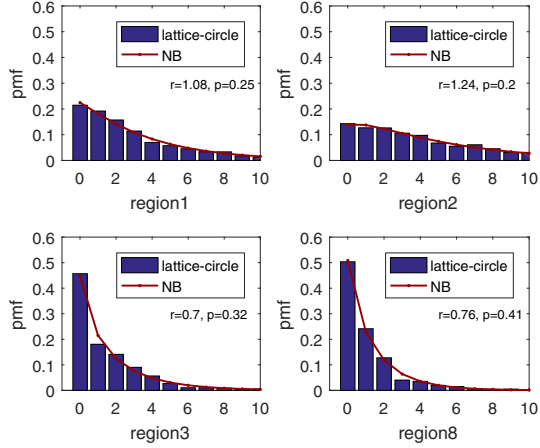 0.6
0.5
0.4
0.3
0.2
0.1
0
pmf
lattice-circle
NB
r=1.08, p=0.25
0 2 4 6 8 10
region1
0.6
0.5
0.4
0.3
0.2
0.1
0
pmf
lattice-circle
NB
r=1.24, p=0.2
0 2 4 6 8 10
region2
0.6
0.5
0.4
0.3
0.2
0.1
0
pmf
lattice-circle
NB
r=0.7, p=0.32
0 2 4 6 8 10
region3
0.6
0.5
0.4
0.3
0.2
0.1
0
pmf
lattice-circle
NB
r=0.76, p=0.41
0 2 4 6 8 10
region8